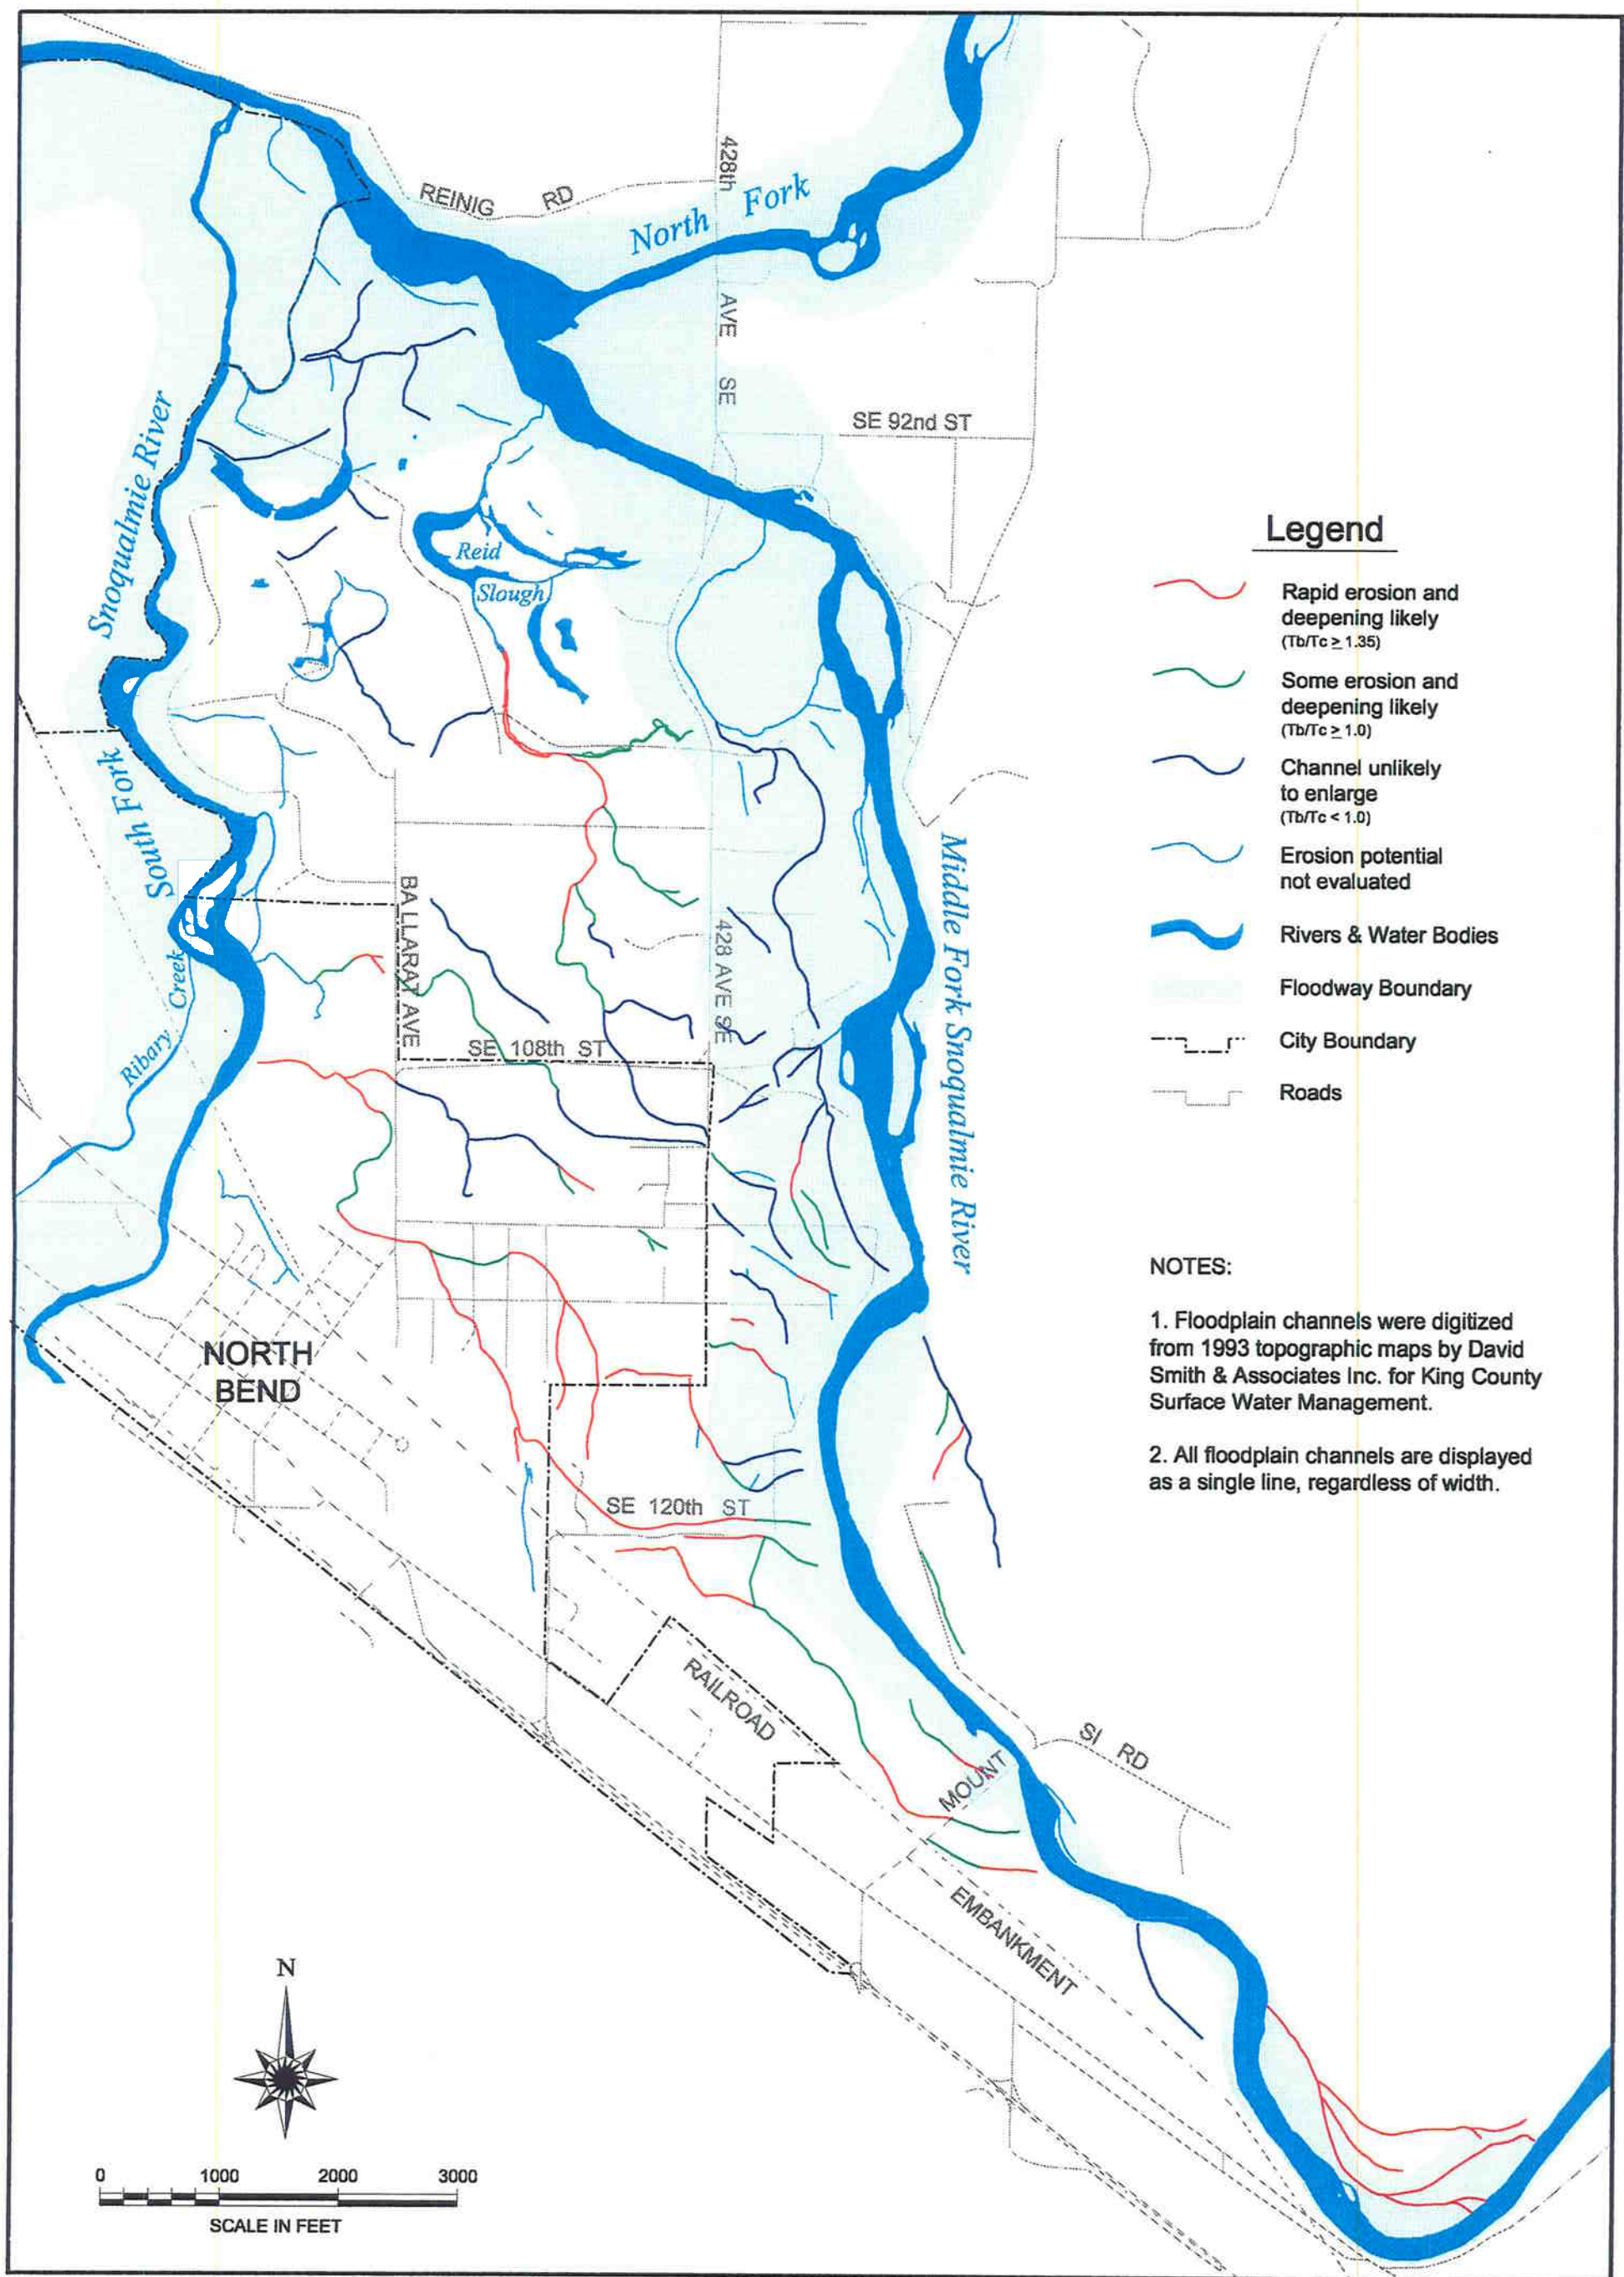 REINIG RD
428th
North Fork
AVE SE
SE 92nd ST
Snoqualmie River
Reid
Slough
South Fork
Middle Fork Snoqualmie River
BALLARAT AVE
428 AVE SE
Ribary Creek
SE 108th ST
NORTH
BEND
SE 120th ST
RAILROAD
MOUNT
SI RD
EMBANKMENT
Legend
Rapid erosion and
deepening likely
(Tb/Tc ≥ 1.35)
Some erosion and
deepening likely
(Tb/Tc ≥ 1.0)
Channel unlikely
to enlarge
(Tb/Tc < 1.0)
Erosion potential
not evaluated
Rivers & Water Bodies
Floodway Boundary
City Boundary
Roads
NOTES:
1. Floodplain channels were digitized
from 1993 topographic maps by David
Smith & Associates Inc. for King County
Surface Water Management.
2. All floodplain channels are displayed
as a single line, regardless of width.
N
0 1000 2000 3000
SCALE IN FEET